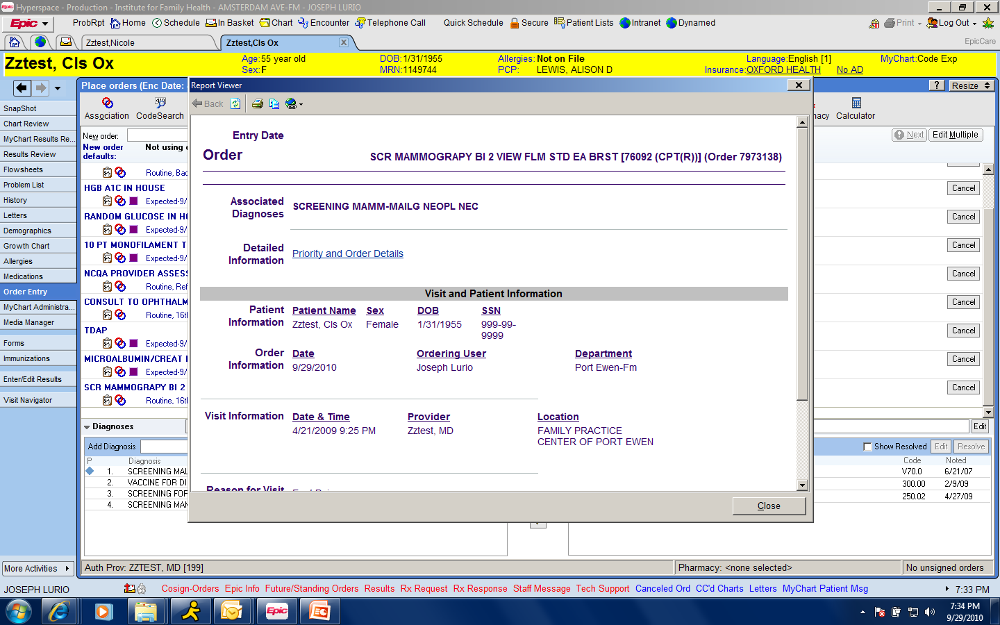 Hyperspace - Production - Institute for Family Health - AMSTERDAM AVE-FM - JOSEPH LURIO
Epic ProbRpt Home Schedule In Basket Chart Encounter Telephone Call Quick Schedule Secure Patient Lists Intranet Dynamed Print Log Out
Zztest,Nicole Zztest,Cls Ox X EpicCare
Zztest, Cls Ox Age: 55 year old DOB: 1/31/1955 Allergies: Not on File Language: English [1] MyChart: Code Exp
Sex: F MRN: 1149744 PCP: LEWIS, ALISON D Insurance: OXFORD HEALTH No AD
Place orders (Enc Date: ? Resize
SnapShot
Chart Review
MyChart Results Re...
Results Review
Flowsheets
Problem List
History
Letters
Demographics
Growth Chart
Allergies
Medications
Order Entry
MyChart Administra...
Media Manager
Forms
Immunizations
Enter/Edit Results
Visit Navigator
More Activities
Association CodeSearch
macy Calculator
New order:
Next Edit Multiple
New order defaults: Not using
Routine, Bac
HGB A1C IN HOUSE
Expected-9/
RANDOM GLUCOSE IN HO
Expected-9/
10 PT MONOFILAMENT T
Expected-9/
NCQA PROVIDER ASSESS
Routine, Ref
CONSULT TO OPHTHALM
Routine, 16th
TDAP
Expected-9/
MICROALBUMIN/CREAT
Expected-9/
SCR MAMMOGRAPY BI 2
Routine, 16th
Cancel
Cancel
Cancel
Cancel
Cancel
Cancel
Cancel
Cancel
Diagnoses
Edit
Add Diagnosis
Show Resolved Edit Resolve
P Diagnosis
Code Noted
1. SCREENING MAL
V70.0 6/21/07
2. VACCINE FOR DI
300.00 2/9/09
3. SCREENING FOR
250.02 4/27/09
4. SCREENING MAM
Report Viewer
Back
Entry Date
Order SCR MAMMOGRAPY BI 2 VIEW FLM STD EA BRST [76092 (CPT(R))] (Order 7973138)
Associated Diagnoses SCREENING MAMM-MAILG NEOPL NEC
Detailed Information Priority and Order Details
Visit and Patient Information
Patient Information Patient Name Sex DOB SSN
Zztest, Cls Ox Female 1/31/1955 999-99-
9999
Order Information Date Ordering User Department
9/29/2010 Joseph Lurio Port Ewen-Fm
Visit Information Date & Time Provider Location
4/21/2009 9:25 PM Zztest, MD FAMILY PRACTICE
CENTER OF PORT EWEN
Reason for Visit
Close
Auth Prov: ZZTEST, MD [199] Pharmacy: <none selected> No unsigned orders
JOSEPH LURIO Cosign-Orders Epic Info Future/Standing Orders Results Rx Request Rx Response Staff Message Tech Support Canceled Ord CC'd Charts Letters MyChart Patient Msg 7:33 PM
Epic
7:34 PM
9/29/2010